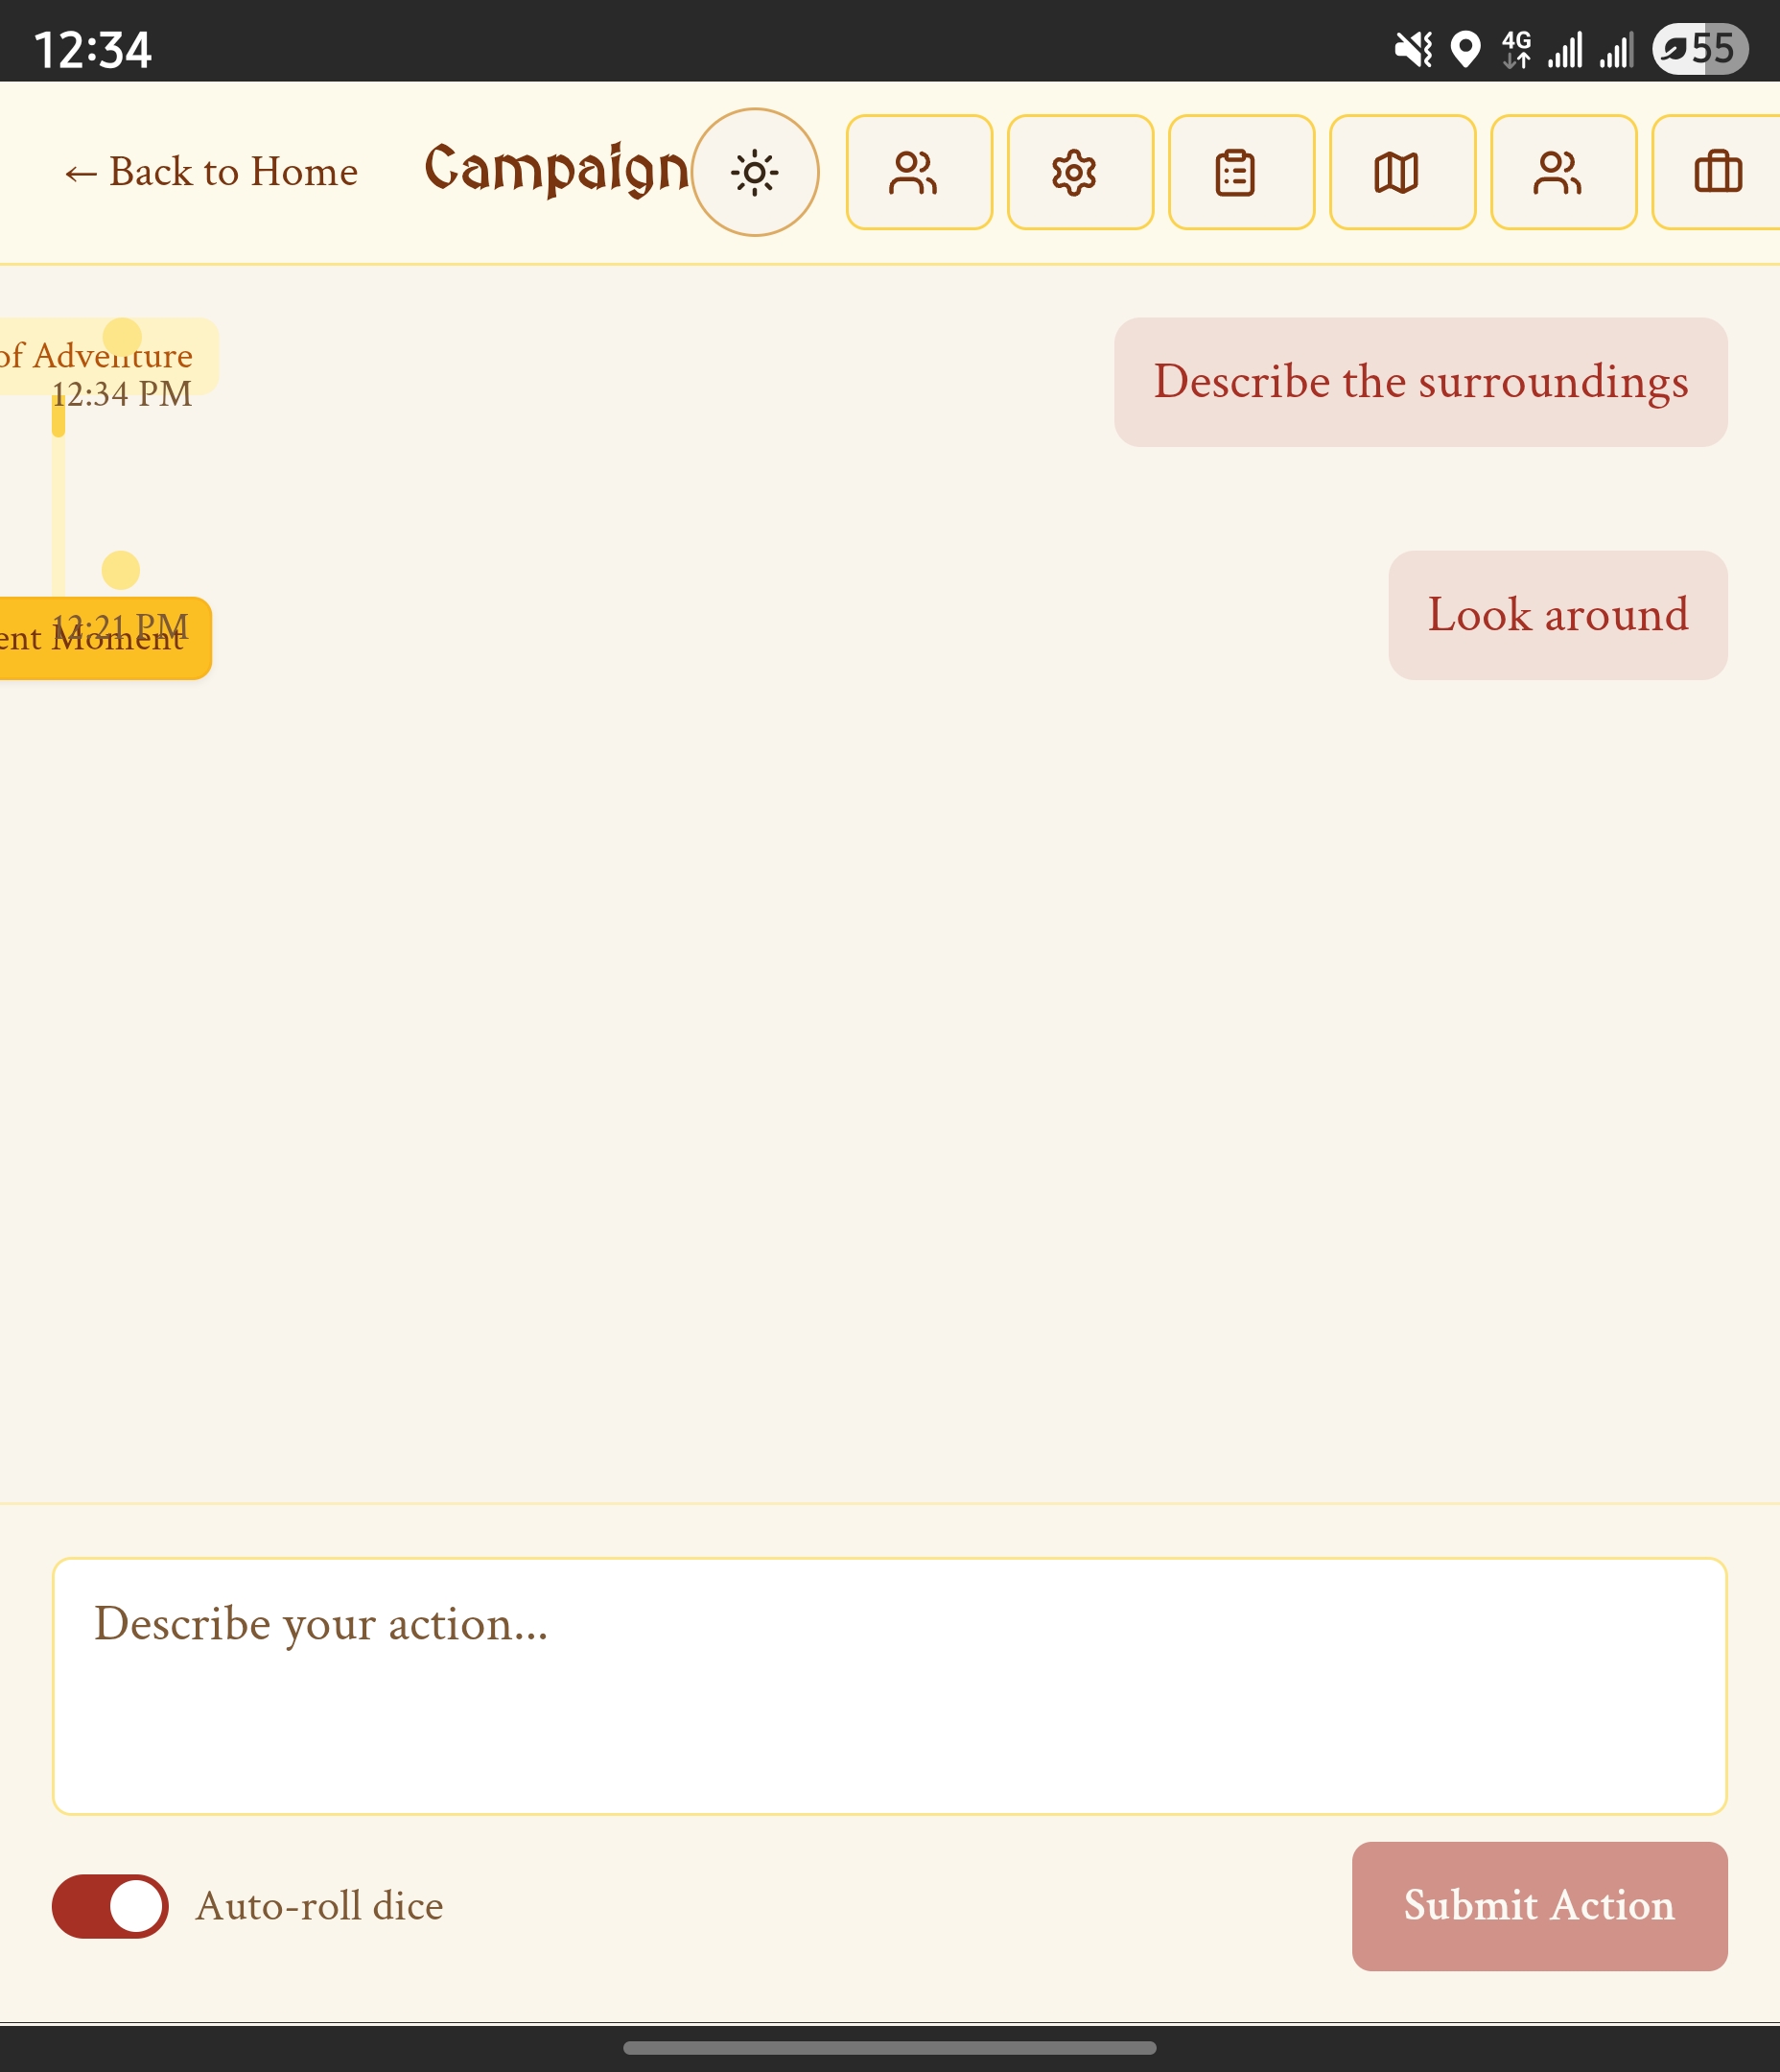 12:34
4G
55
← Back to Home
Campaign
of Adventure
12:34 PM
Describe the surroundings
12:21 PM
Moment
Look around
Describe your action...
Auto-roll dice
Submit Action